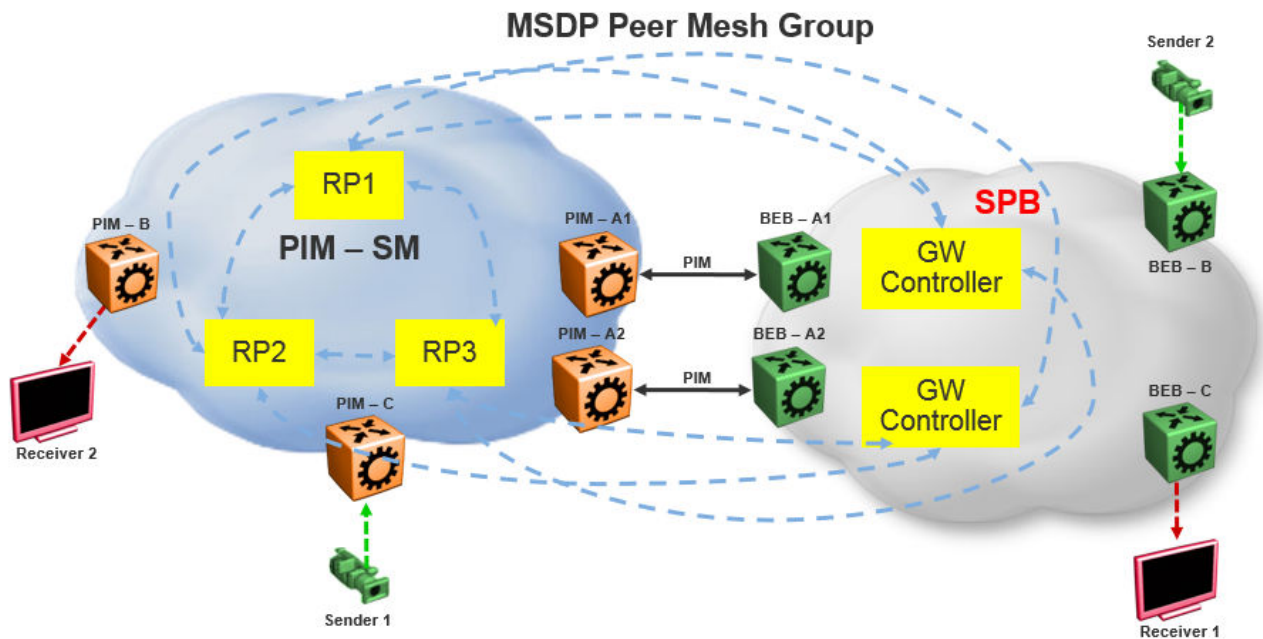 MSDP Peer Mesh Group
Sender 2
RP1
SPB
PIM – B
PIM – A1
BEB – A1
PIM – SM
PIM
GW
Controller
BEB – B
RP2
RP3
PIM – A2
BEB – A2
PIM
GW
Controller
BEB – C
PIM – C
Receiver 2
Sender 1
Receiver 1